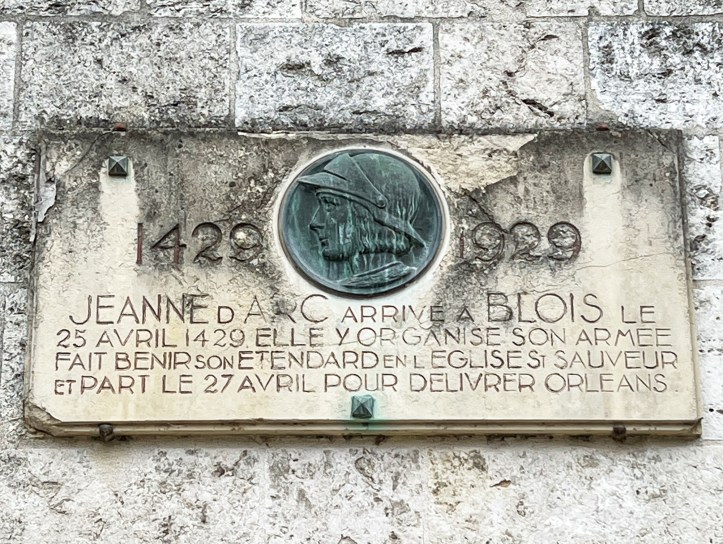 1429 1929
JEANNE D ARC ARRIVE A BLOIS LE
25 AVRIL 1429 ELLE Y ORGANISE SON ARMEE
FAIT BENIR SON ETENDARD EN L EGLISE ST SAUVEUR
ET PART LE 27 AVRIL POUR DELIVRER ORLEANS.